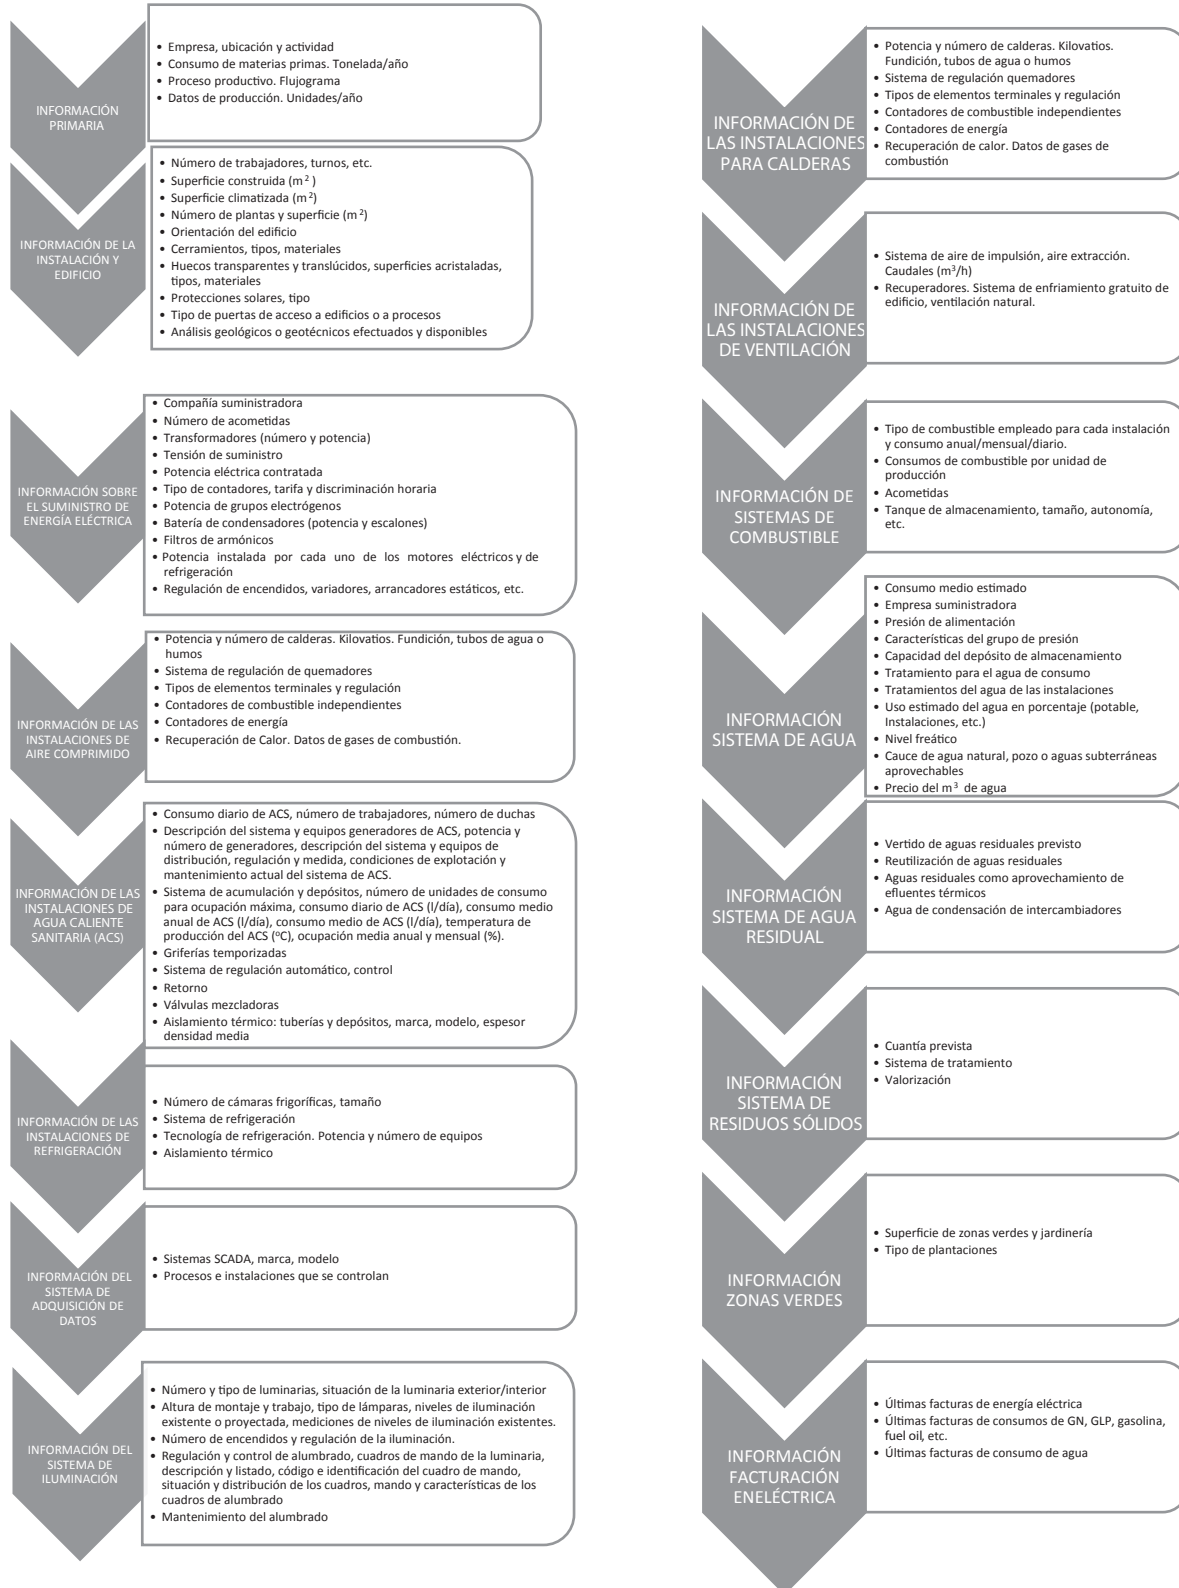 INFORMACIÓN
PRIMARIA
• Empresa, ubicación y actividad
• Consumo de materias primas. Tonelada/año
• Proceso productivo. Flujograma
• Datos de producción. Unidades/año
INFORMACIÓN DE LA
INSTALACIÓN Y
EDIFICIO
• Número de trabajadores, turnos, etc.
• Superficie construida (m²)
• Superficie climatizada (m²)
• Número de plantas y superficie (m²)
• Orientación del edificio
• Cerramientos, tipos, materiales
• Huecos transparentes y translúcidos, superficies acristaladas,
tipos, materiales
• Protecciones solares, tipo
• Tipo de puertas de acceso a edificios o a procesos
• Análisis geológicos o geotécnicos efectuados y disponibles
INFORMACIÓN SOBRE
EL SUMINISTRO DE
ENERGÍA ELÉCTRICA
• Compañía suministradora
• Número de acometidas
• Transformadores (número y potencia)
• Tensión de suministro
• Potencia eléctrica contratada
• Tipo de contadores, tarifa y discriminación horaria
• Potencia de grupos electrógenos
• Batería de condensadores (potencia y escalones)
• Filtros de armónicos
• Potencia instalada por cada uno de los motores eléctricos y de
refrigeración
• Regulación de encendidos, variadores, arrancadores estáticos, etc.
INFORMACIÓN DE LAS
INSTALACIONES DE
AIRE COMPRIMIDO
• Potencia y número de calderas. Kilovatios. Fundición, tubos de agua o
humos
• Sistema de regulación de quemadores
• Tipos de elementos terminales y regulación
• Contadores de combustible independientes
• Contadores de energía
• Recuperación de Calor. Datos de gases de combustión.
INFORMACIÓN DE LAS
INSTALACIONES DE
AGUA CALIENTE
SANITARIA (ACS)
• Consumo diario de ACS, número de trabajadores, número de duchas
• Descripción del sistema y equipos generadores de ACS, potencia y
número de generadores, descripción del sistema y equipos de
distribución, regulación y medida, condiciones de explotación y
mantenimiento actual del sistema de ACS.
• Sistema de acumulación y depósitos, número de unidades de consumo
para ocupación máxima, consumo diario de ACS (l/día), consumo medio
anual de ACS (l/día), consumo medio de ACS (l/día), temperatura de
producción del ACS (ºC), ocupación media anual y mensual (%).
• Griferías temporizadas
• Sistema de regulación automático, control
• Retorno
• Válvulas mezcladoras
• Aislamiento térmico: tuberías y depósitos, marca, modelo, espesor
densidad media
INFORMACIÓN DE LAS
INSTALACIONES DE
REFRIGERACIÓN
• Número de cámaras frigoríficas, tamaño
• Sistema de refrigeración
• Tecnología de refrigeración. Potencia y número de equipos
• Aislamiento térmico
INFORMACIÓN DEL
SISTEMA DE
ADQUISICIÓN DE
DATOS
• Sistemas SCADA, marca, modelo
• Procesos e instalaciones que se controlan
INFORMACIÓN DEL
SISTEMA DE
ILUMINACIÓN
• Número y tipo de luminarias, situación de la luminaria exterior/interior
• Altura de montaje y trabajo, tipo de lámparas, niveles de iluminación
existente o proyectada, mediciones de niveles de iluminación existentes.
• Número de encendidos y regulación de la iluminación.
• Regulación y control de alumbrado, cuadros de mando de la luminaria,
descripción y listado, código e identificación del cuadro de mando,
situación y distribución de los cuadros, mando y características de los
cuadros de alumbrado
• Mantenimiento del alumbrado
INFORMACIÓN DE
LAS INSTALACIONES
PARA CALDERAS
• Potencia y número de calderas. Kilovatios.
Fundición, tubos de agua o humos
• Sistema de regulación quemadores
• Tipos de elementos terminales y regulación
• Contadores de combustible independientes
• Contadores de energía
• Recuperación de calor. Datos de gases de
combustión
INFORMACIÓN DE
LAS INSTALACIONES
DE VENTILACIÓN
• Sistema de aire de impulsión, aire extracción.
Caudales (m³/h)
• Recuperadores. Sistema de enfriamiento gratuito de
edificio, ventilación natural.
INFORMACIÓN DE
SISTEMAS DE
COMBUSTIBLE
• Tipo de combustible empleado para cada instalación
y consumo anual/mensual/diario.
• Consumos de combustible por unidad de
producción
• Acometidas
• Tanque de almacenamiento, tamaño, autonomía,
etc.
INFORMACIÓN
SISTEMA DE AGUA
• Consumo medio estimado
• Empresa suministradora
• Presión de alimentación
• Características del grupo de presión
• Capacidad del depósito de almacenamiento
• Tratamiento para el agua de consumo
• Tratamientos del agua de las instalaciones
• Uso estimado del agua en porcentaje (potable,
Instalaciones, etc.)
• Nivel freático
• Cauce de agua natural, pozo o aguas subterráneas
aprovechables
• Precio del m³ de agua
INFORMACIÓN
SISTEMA DE AGUA
RESIDUAL
• Vertido de aguas residuales previsto
• Reutilización de aguas residuales
• Aguas residuales como aprovechamiento de
efluentes térmicos
• Agua de condensación de intercambiadores
INFORMACIÓN
SISTEMA DE
RESIDUOS SÓLIDOS
• Cuantía prevista
• Sistema de tratamiento
• Valorización
INFORMACIÓN
ZONAS VERDES
• Superficie de zonas verdes y jardinería
• Tipo de plantaciones
INFORMACIÓN
FACTURACIÓN
ENELÉCTRICA
• Últimas facturas de energía eléctrica
• Últimas facturas de consumos de GN, GLP, gasolina,
fuel oil, etc.
• Últimas facturas de consumo de agua